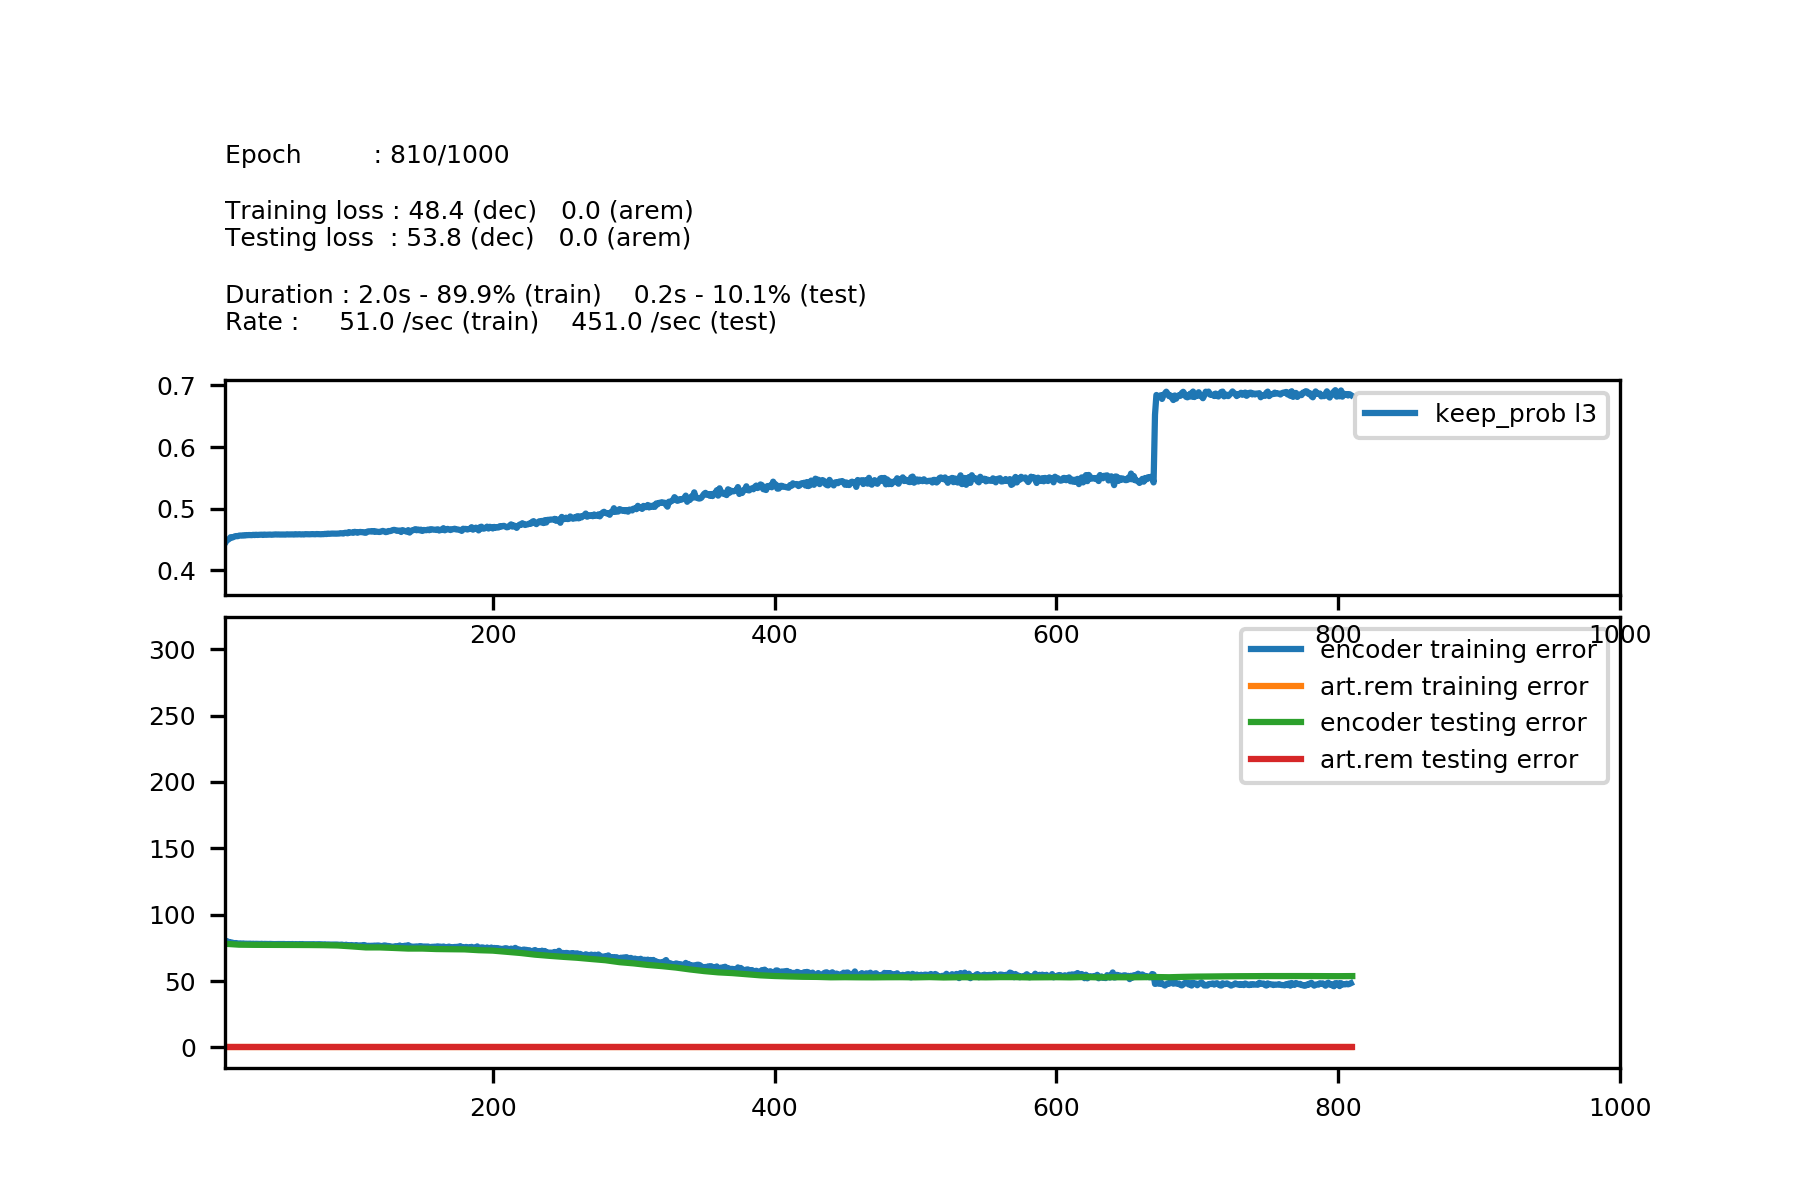 Epoch : 810/1000
Training loss : 48.4 (dec) 0.0 (arem)
Testing loss : 53.8 (dec) 0.0 (arem)
Duration : 2.0s - 89.9% (train) 0.2s - 10.1% (test)
Rate : 51.0 /sec (train) 451.0 /sec (test)
0.7
0.6
0.5
0.4
keep_prob l3
200 400 600 800 1000
300
250
200
150
100
50
0
encoder training error
art.rem training error
encoder testing error
art.rem testing error
200 400 600 800 1000